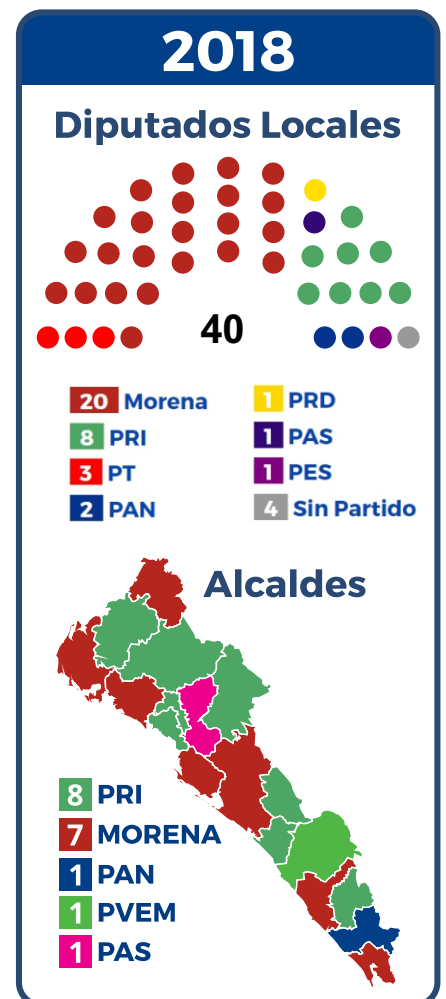 2018
Diputados Locales
40
20 Morena
8 PRI
3 PT
2 PAN
1 PRD
1 PAS
1 PES
4 Sin Partido
Alcaldes
8 PRI
7 MORENA
1 PAN
1 PVEM
1 PAS